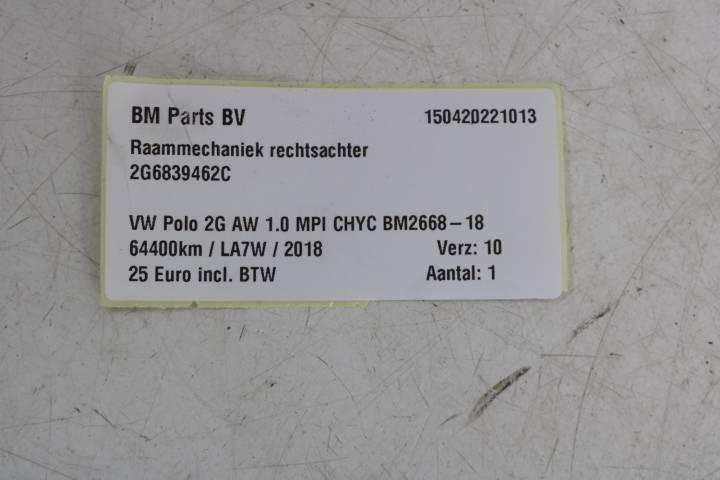 BM Parts BV 150420221013
Raammechaniek rechtsachter
2G6839462C
VW Polo 2G AW 1.0 MPI CHYC BM2668-18
64400km / LA7W / 2018 Verz: 10
25 Euro incl. BTW Aantal: 1